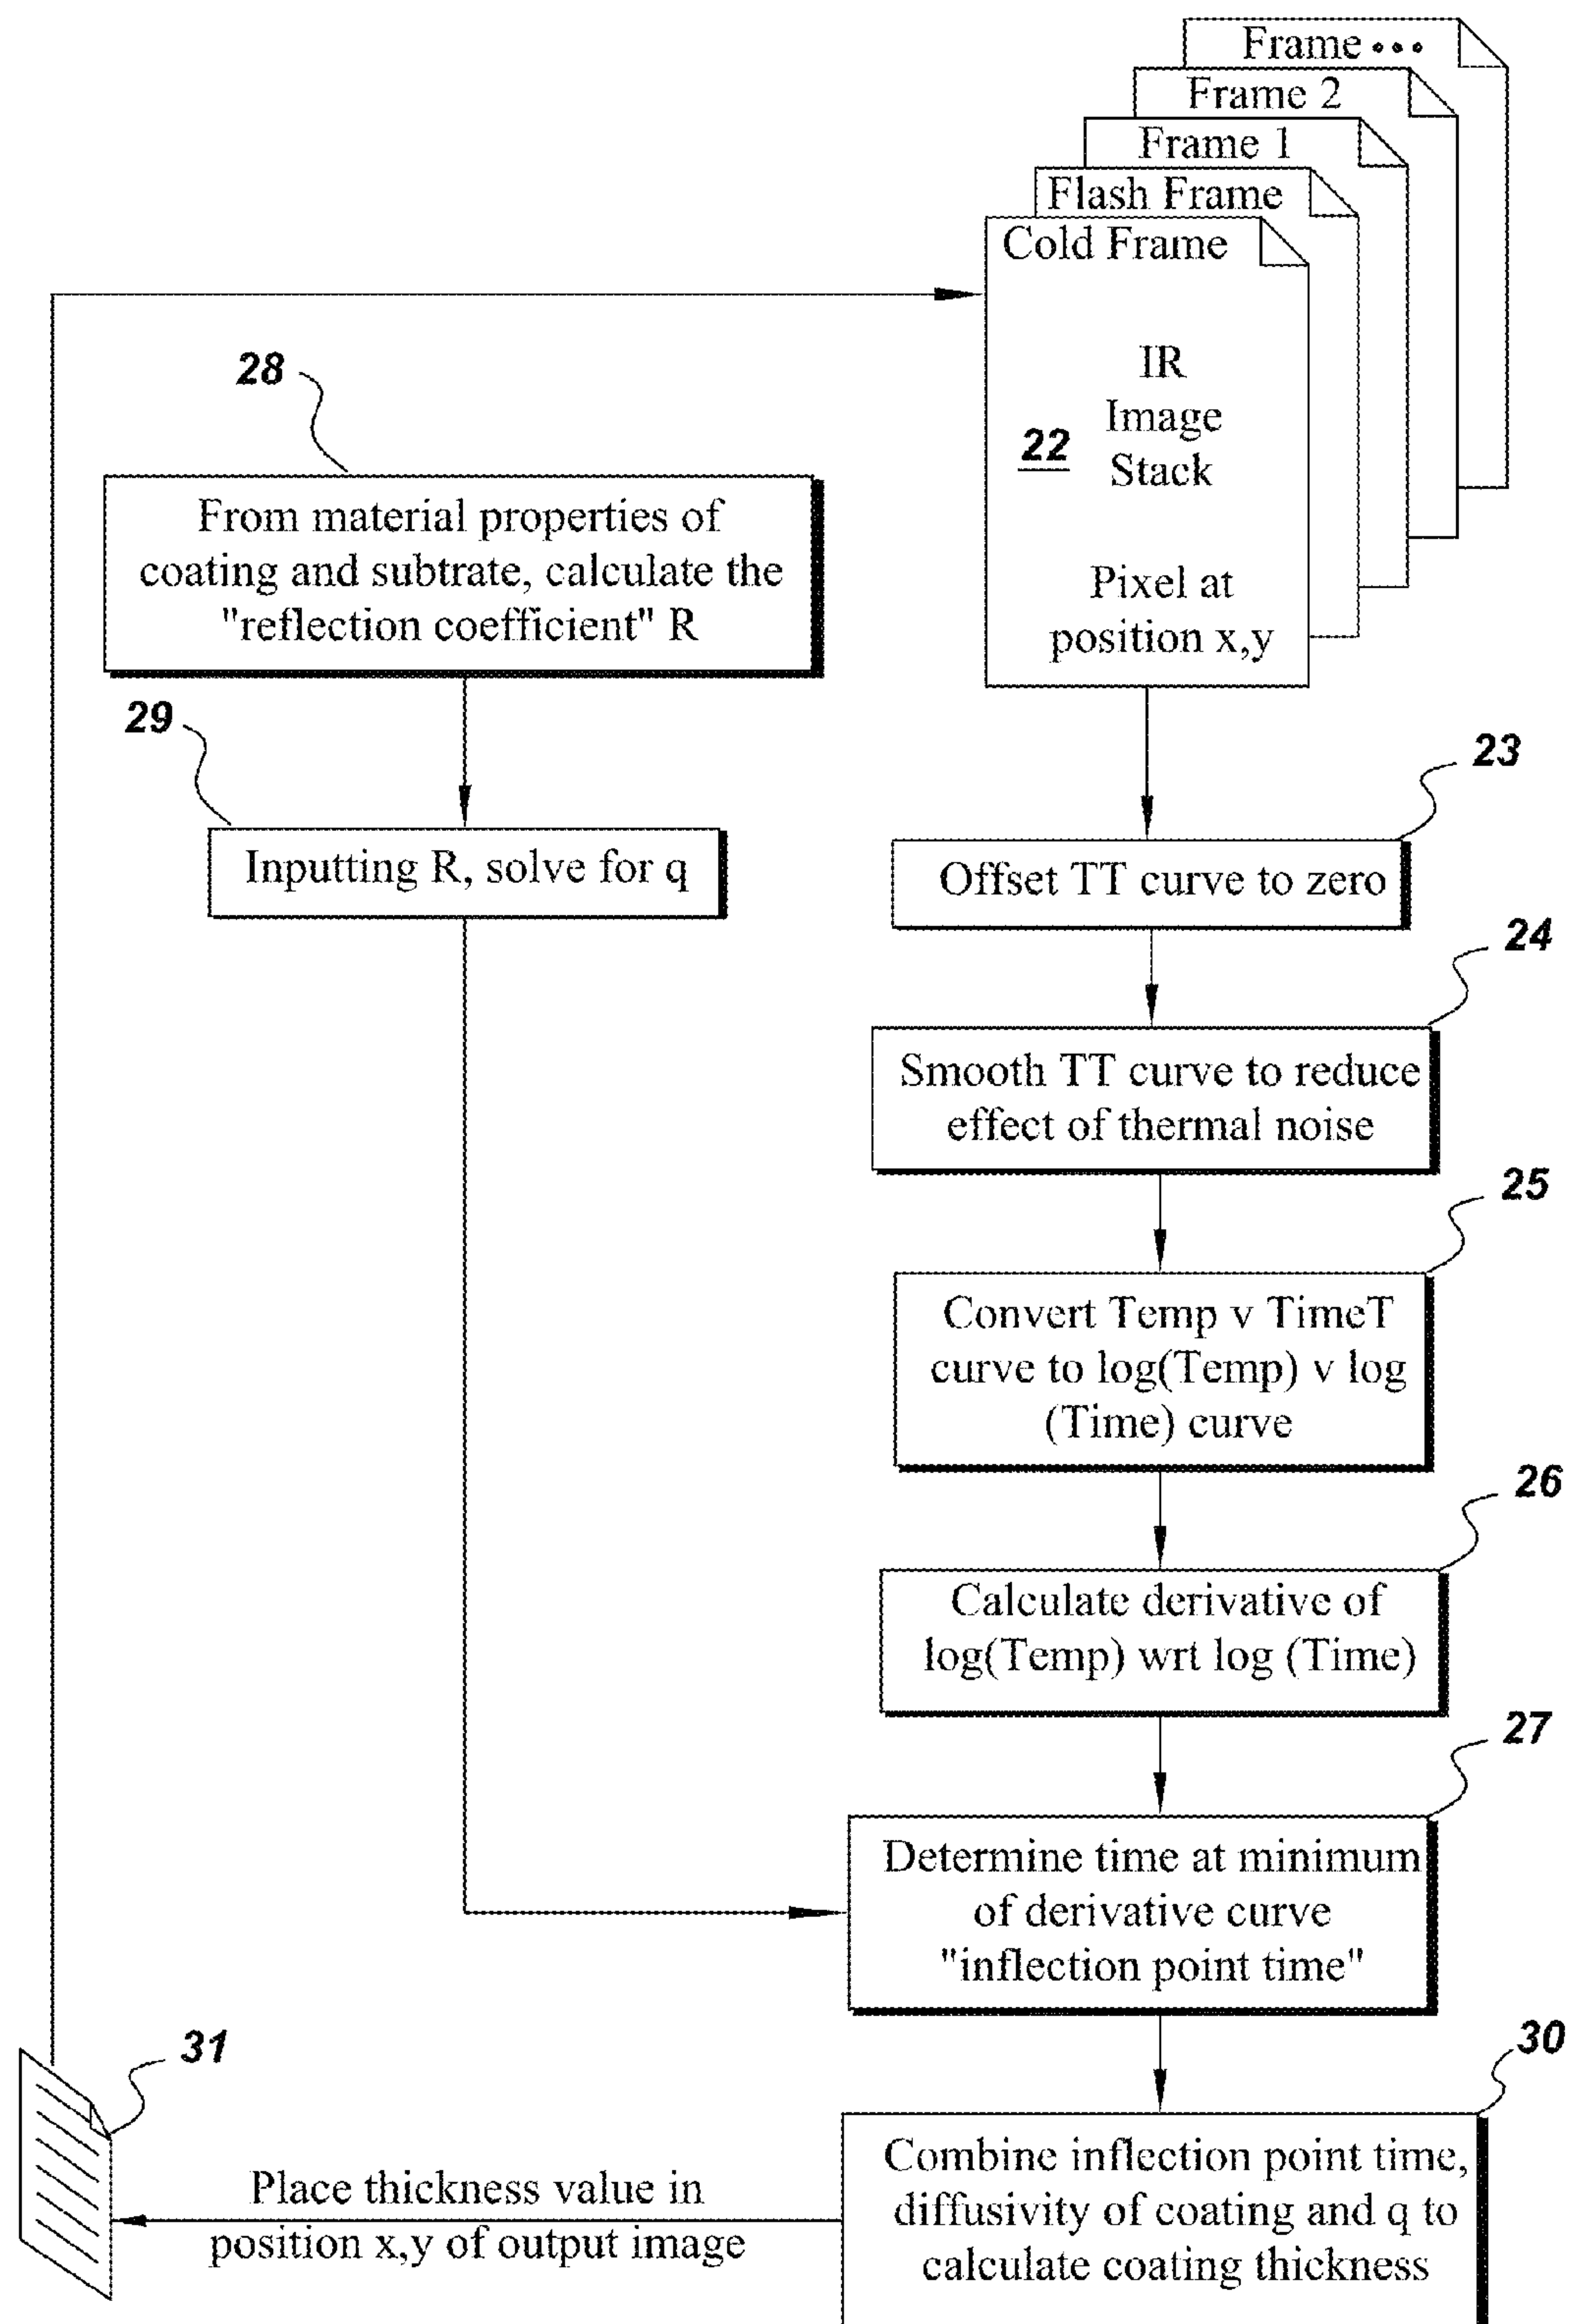 Frame •••
Frame 2
Frame 1
Flash Frame
Cold Frame
IR
Image
22 Stack
Pixel at
position x,y
28
From material properties of
coating and subtrate, calculate the
"reflection coefficient" R
29
Inputting R, solve for q
23
Offset TT curve to zero
24
Smooth TT curve to reduce
effect of thermal noise
25
Convert Temp v TimeT
curve to log(Temp) v log
(Time) curve
26
Calculate derivative of
log(Temp) wrt log (Time)
27
Determine time at minimum
of derivative curve
"inflection point time"
30
Combine inflection point time,
diffusivity of coating and q to
calculate coating thickness
31
Place thickness value in
position x,y of output image